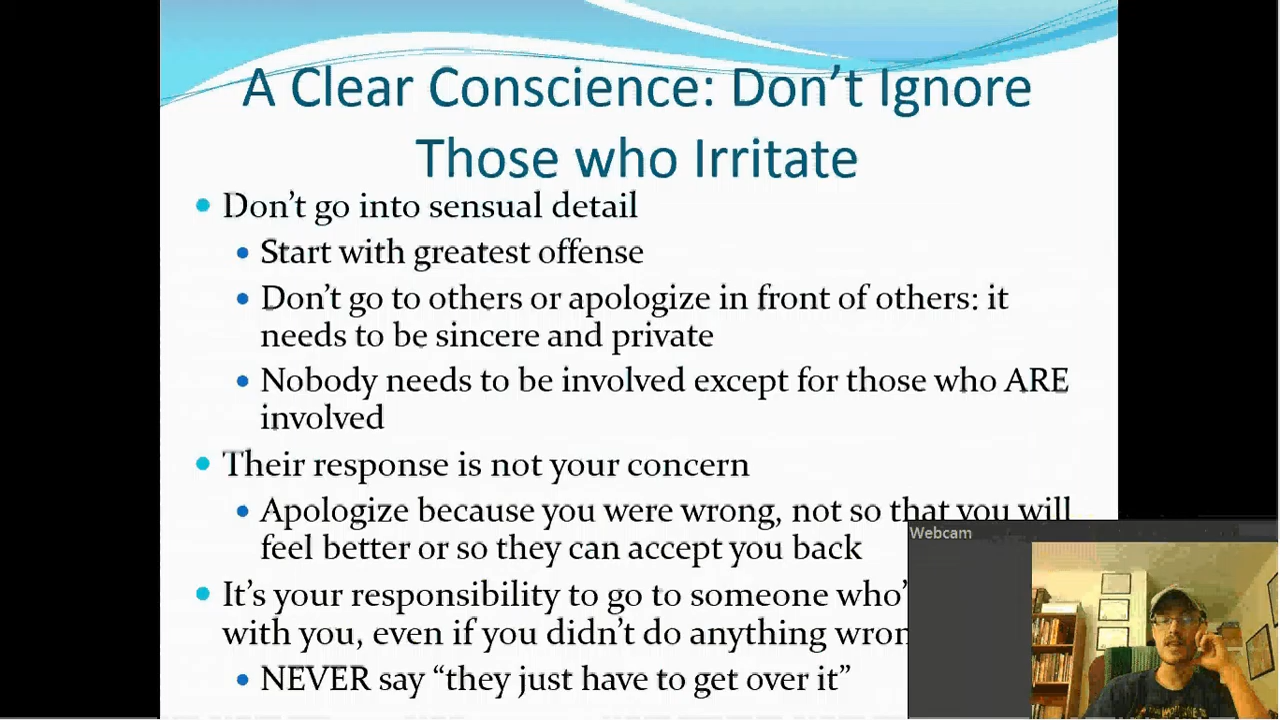 A Clear Conscience: Don't Ignore
Those who Irritate
Don't go into sensual detail
Start with greatest offense
Don't go to others or apologize in front of others: it
needs to be sincere and private
Nobody needs to be involved except for those who ARE
involved
Their response is not your concern
Apologize because you were wrong, not so that you will
feel better or so they can accept you back
It's your responsibility to go to someone who'
with you, even if you didn't do anything wron
NEVER say “they just have to get over it”
Webcam